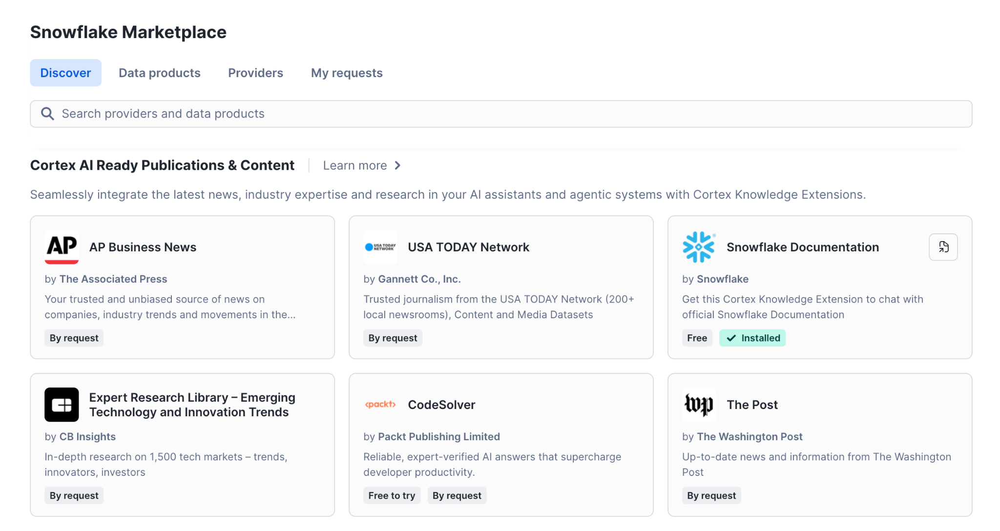 Snowflake Marketplace
Discover
Data products
Providers
My requests
Search providers and data products
Cortex AI Ready Publications & Content
Learn more
Seamlessly integrate the latest news, industry expertise and research in your AI assistants and agentic systems with Cortex Knowledge Extensions.
AP
AP Business News
by The Associated Press
Your trusted and unbiased source of news on
companies, industry trends and movements in the...
By request
USA TODAY
NETWORK
USA TODAY Network
by Gannett Co., Inc.
Trusted journalism from the USA TODAY Network (200+
local newsrooms), Content and Media Datasets
By request
®
Snowflake Documentation
by Snowflake
Get this Cortex Knowledge Extension to chat with
official Snowflake Documentation
Free
Installed
Expert Research Library – Emerging
Technology and Innovation Trends
by CB Insights
In-depth research on 1,500 tech markets – trends,
innovators, investors
By request
<packt>
CodeSolver
by Packt Publishing Limited
Reliable, expert-verified AI answers that supercharge
developer productivity.
Free to try
By request
wp
The Post
by The Washington Post
Up-to-date news and information from The Washington
Post
By request